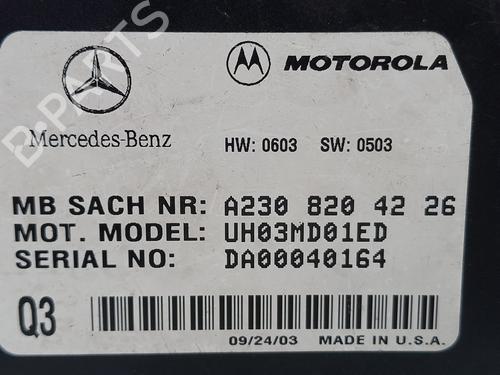 B-PARTS
MOTOROLA
Mercedes-Benz
HW: 0603 SW: 0503
MB SACH NR: A230 820 42 26
MOT. MODEL: UH03MD01ED
SERIAL NO: DA00040164
Q3
09/24/03 MADE IN U.S.A.